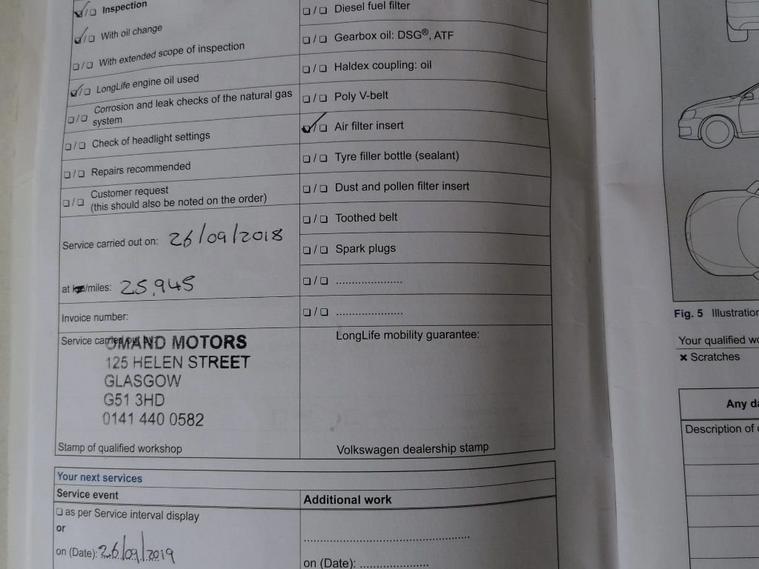 Inspection
With oil change
With extended scope of inspection
LongLife engine oil used
Corrosion and leak checks of the natural gas
system
Check of headlight settings
Repairs recommended
Customer request
(this should also be noted on the order)
Service carried out on: 26/09/2018
at km/miles: 25,945
Invoice number:
Service carried out by
OMAND MOTORS
125 HELEN STREET
GLASGOW
G51 3HD
0141 440 0582
Stamp of qualified workshop
Diesel fuel filter
Gearbox oil: DSG®, ATF
Haldex coupling: oil
Poly V-belt
Air filter insert
Tyre filler bottle (sealant)
Dust and pollen filter insert
Toothed belt
Spark plugs
LongLife mobility guarantee:
Volkswagen dealership stamp
Your next services
Service event
as per Service interval display
or
on (Date): 26/09/2019
Additional work
on (Date):
Fig. 5 Illustration
Your qualified
× Scratches
Any
Description of